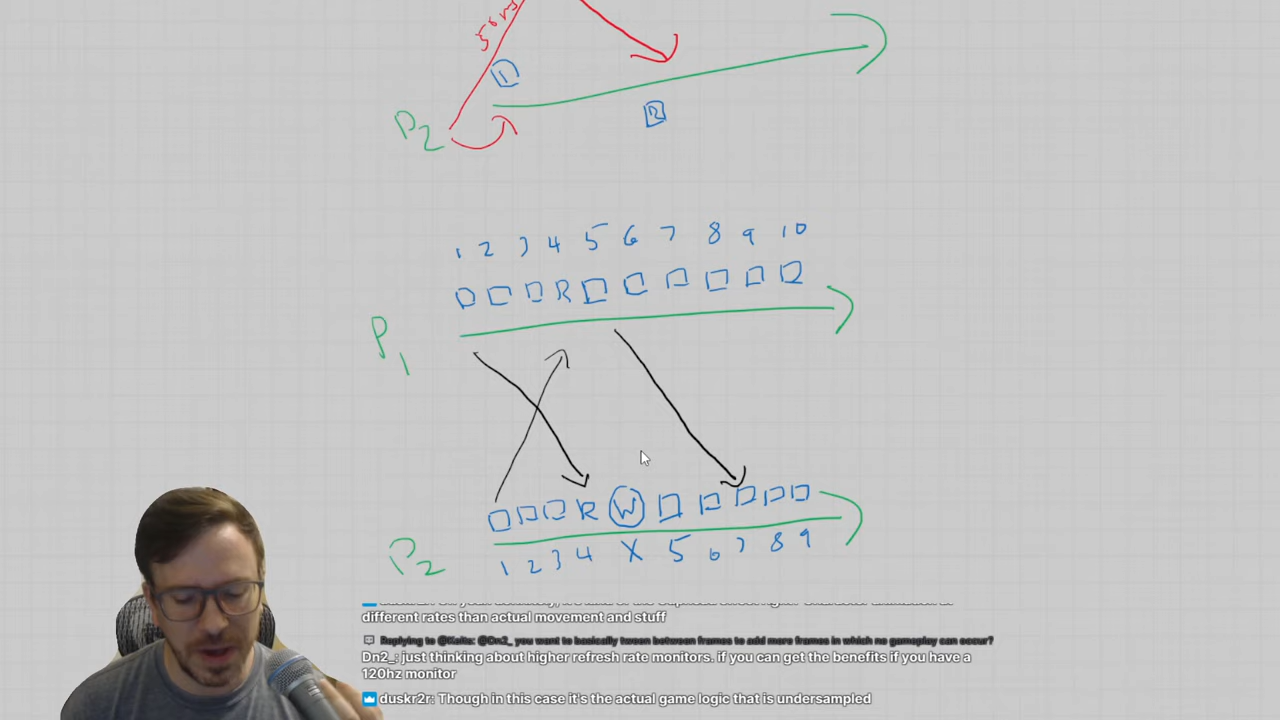 50ms
1
P2
2
1 2 3 4 5 6 7 8 9 10
R
P1
R W
P2
1 2 3 4 X 5 6 7 8 9
different rates than actual movement and stuff
Replying to @Keits: @Dn2_ you want to basically tween between frames to add more frames in which no gameplay can occur?
Dn2_: just thinking about higher refresh rate monitors. if you can get the benefits if you have a
120hz monitor
duskr2r: Though in this case it's the actual game logic that is undersampled